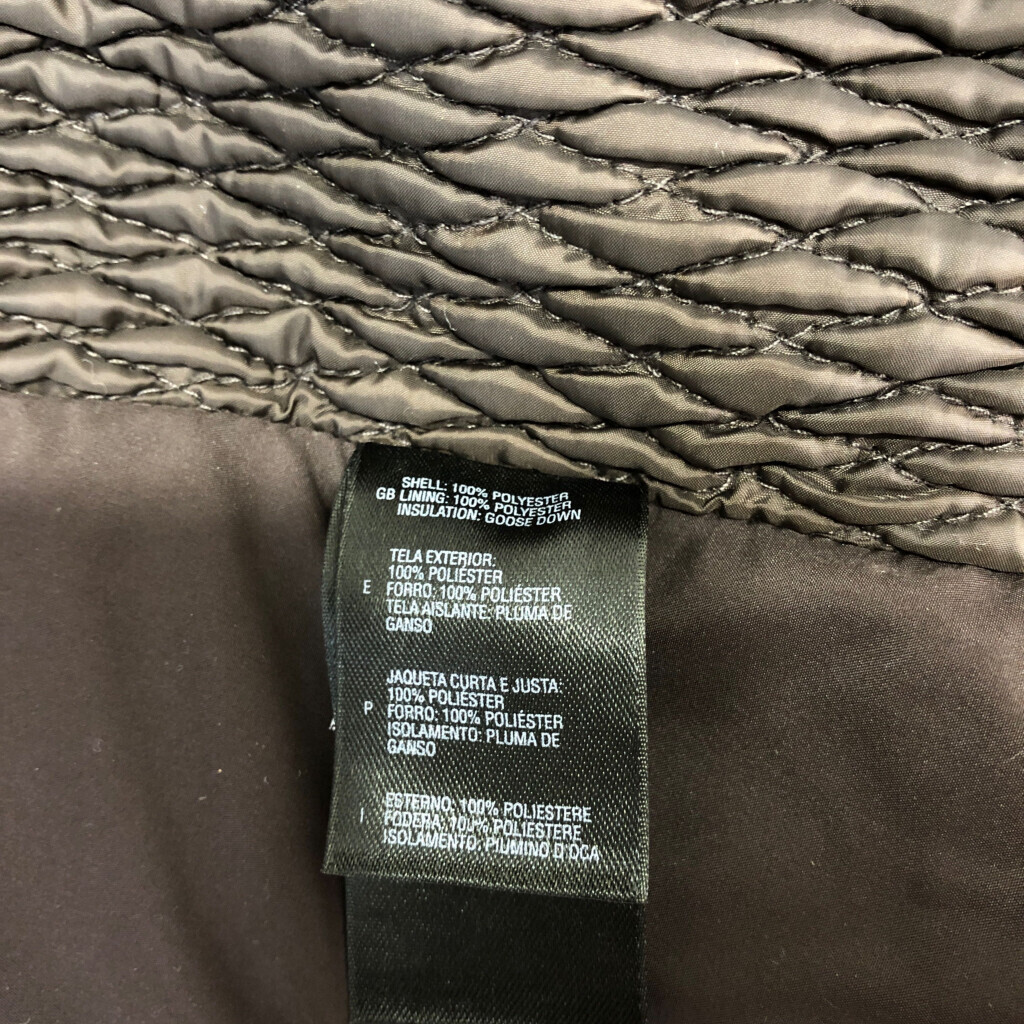 SHELL: 100% POLYESTER
GB LINING: 100% POLYESTER
INSULATION: GOOSE DOWN
TELA EXTERIOR:
100% POLIÉSTER
E FORRO: 100% POLIÉSTER
TELA AISLANTE: PLUMA DE
GANSO
JAQUETA CURTA E JUSTA:
100% POLIÉSTER
P FORRO: 100% POLIÉSTER
ISOLAMENTO: PLUMA DE
GANSO
ESTERNO: 100% POLIESTERE
I FODERA: 100% POLIESTERE
ISOLAMENTO: PIUMINO D'OCA